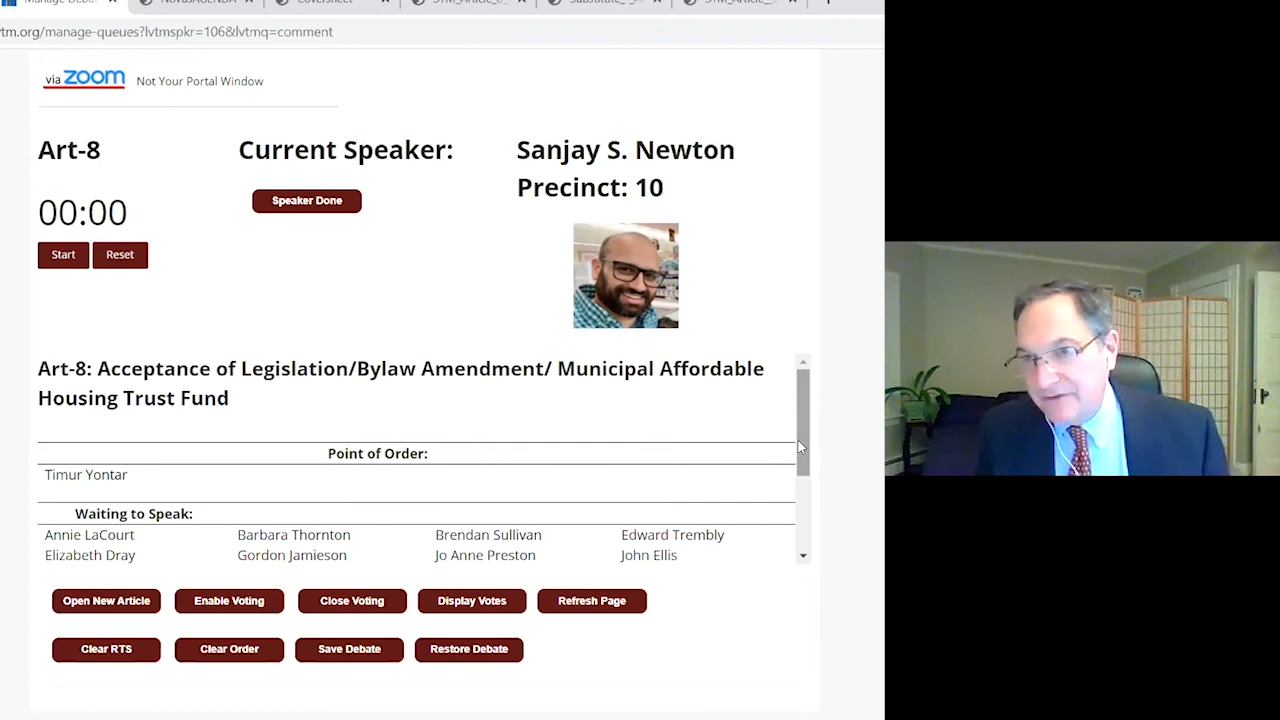 NovusAGENDA
Coversheet
tm.org/manage-queues?lvtmspkr=106&lvtmq=comment
via zoom Not Your Portal Window
Art-8 Current Speaker: Sanjay S. Newton
Precinct: 10
Speaker Done
00:00
Start Reset
Art-8: Acceptance of Legislation/Bylaw Amendment/ Municipal Affordable
Housing Trust Fund
Point of Order:
Timur Yontar
Waiting to Speak:
Annie LaCourt Barbara Thornton Brendan Sullivan Edward Trembly
Elizabeth Dray Gordon Jamieson Jo Anne Preston John Ellis
Open New Article Enable Voting Close Voting Display Votes Refresh Page
Clear RTS Clear Order Save Debate Restore Debate